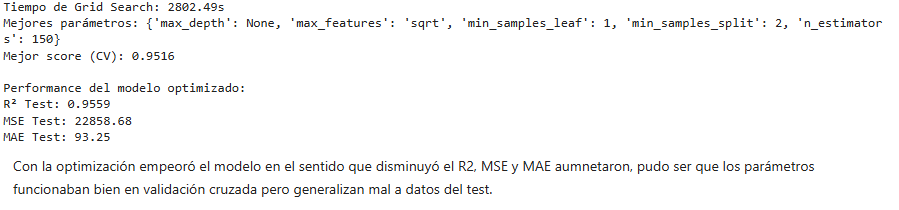 Tiempo de Grid Search: 2802.49s
Mejores parámetros: {'max_depth': None, 'max_features': 'sqrt', 'min_samples_leaf': 1, 'min_samples_split': 2, 'n_estimator
s': 150}
Mejor score (CV): 0.9516
Performance del modelo optimizado:
R² Test: 0.9559
MSE Test: 22858.68
MAE Test: 93.25
Con la optimización empeoró el modelo en el sentido que disminuyó el R2, MSE y MAE aumnetaron, pudo ser que los parámetros
funcionaban bien en validación cruzada pero generalizan mal a datos del test.